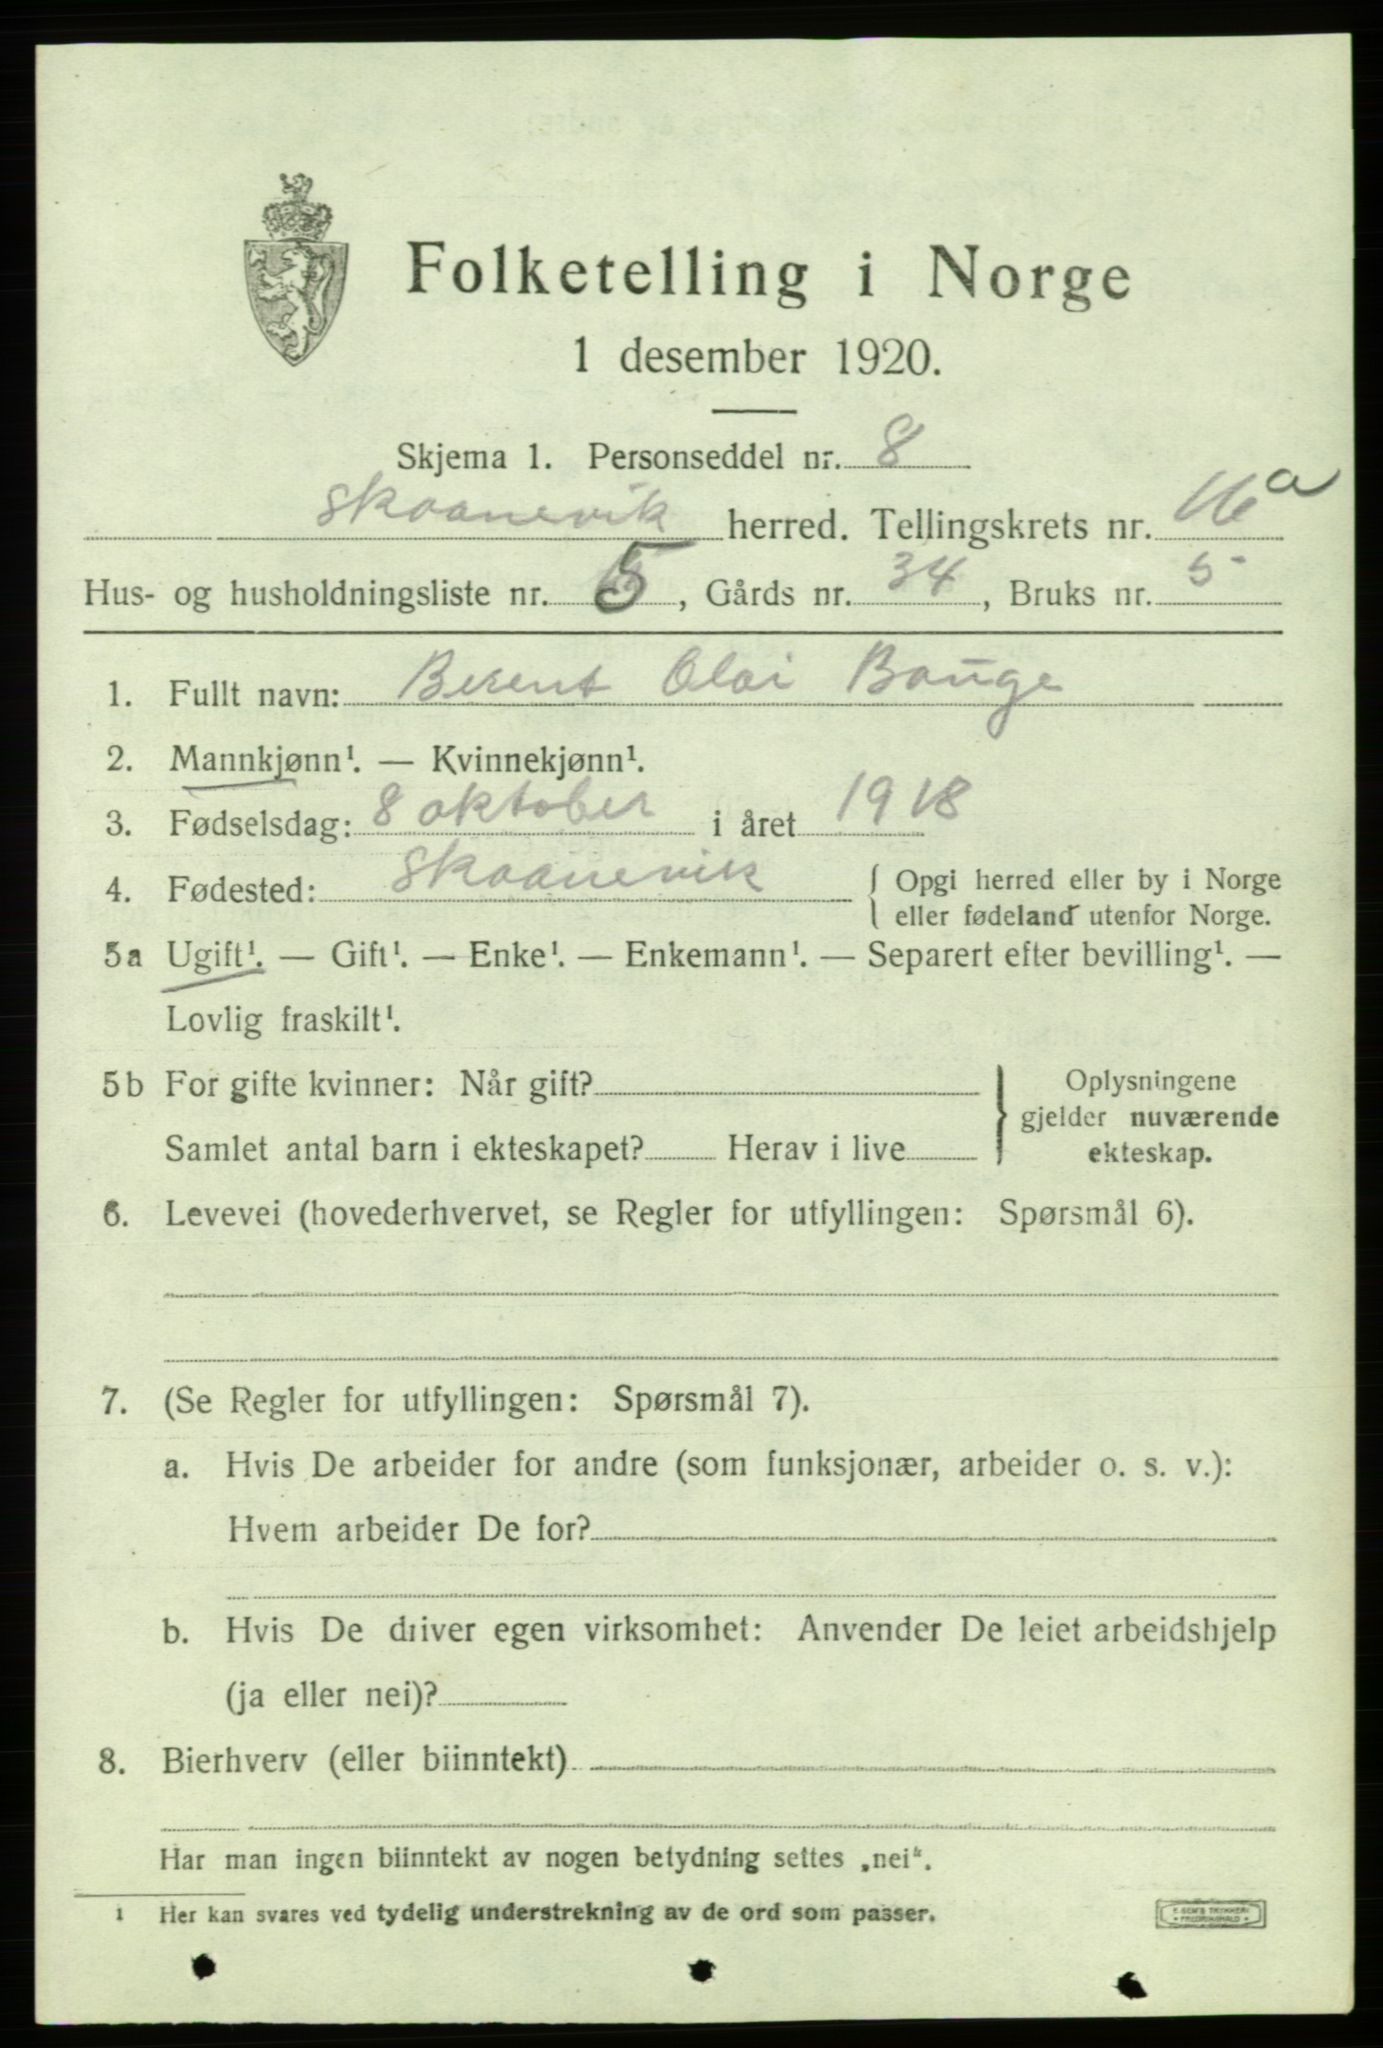 Folketelling i Norge
1 desember 1920.
Skjema 1. Personseddel nr. 8
Skaanevik herred. Tellingskrets nr. 16a
Hus- og husholdningsliste nr. 5, Gårds nr. 34, Bruks nr. 5
1. Fullt navn: Berent Olai Bauge
2. Mannkjønn¹. — Kvinnekjønn¹.
3. Fødselsdag: 8 oktober i året 1918
4. Fødested: Skaanevik { Opgi herred eller by i Norge
eller fødeland utenfor Norge.
5a Ugift¹. — Gift¹. — Enke¹. — Enkemann¹. — Separert efter bevilling¹. —
Lovlig fraskilt¹.
5b For gifte kvinner: Når gift?
Samlet antal barn i ekteskapet? Herav i live
} Oplysningene
gjelder nuværende
ekteskap.
6. Levevei (hovederhvervet, se Regler for utfyllingen: Spørsmål 6).
7. (Se Regler for utfyllingen: Spørsmål 7).
a. Hvis De arbeider for andre (som funksjonær, arbeider o. s. v.):
Hvem arbeider De for?
b. Hvis De driver egen virksomhet: Anvender De leiet arbeidshjelp
(ja eller nei)?
8. Bierhverv (eller biinntekt)
Har man ingen biinntekt av nogen betydning settes „nei“.
1 Her kan svares ved tydelig understrekning av de ord som passer.